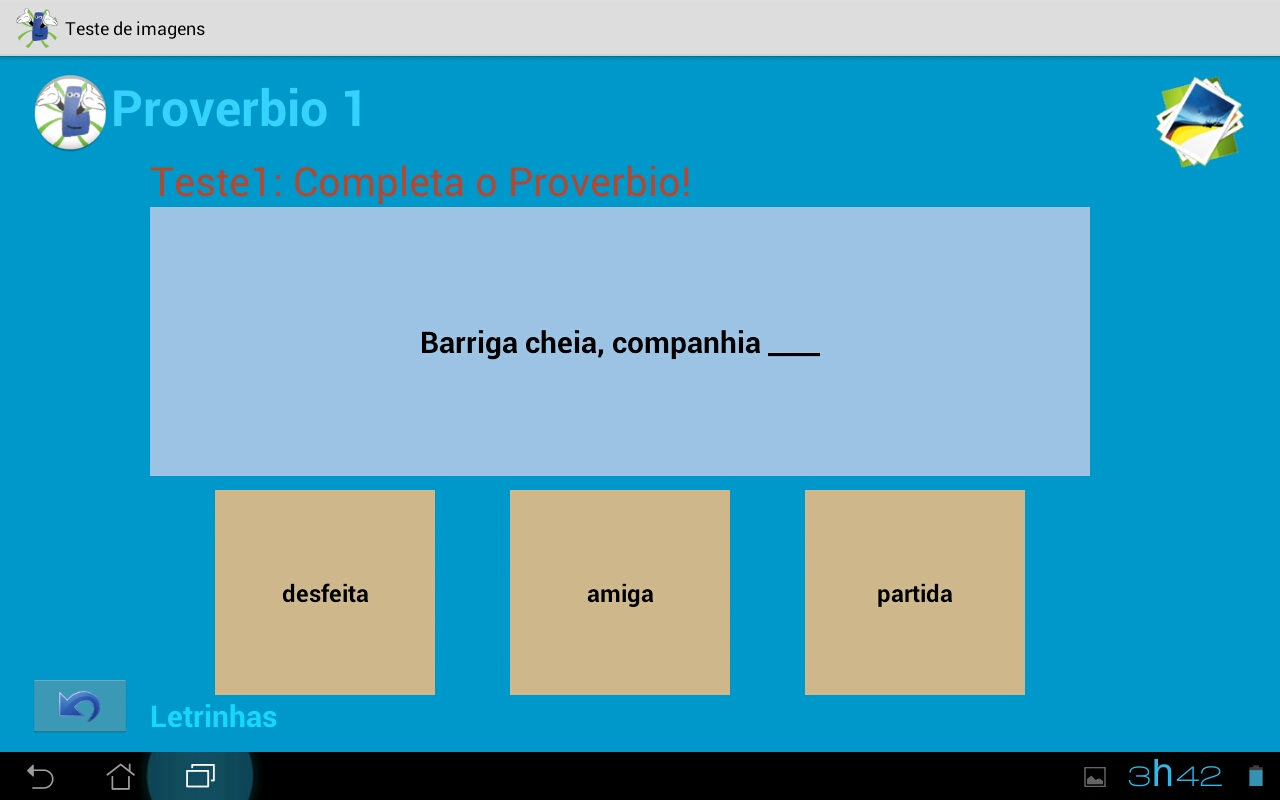 Teste de imagens
Proverbio 1
Teste1: Completa o Proverbio!
Barriga cheia, companhia ____
desfeita
amiga
partida
Letrinhas
3h42